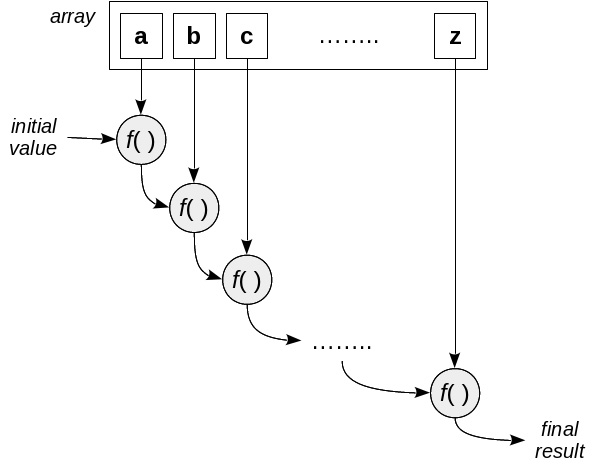 array
a b c ........ z
initial
value
f( )
f( )
f( )
........
f( )
final
result